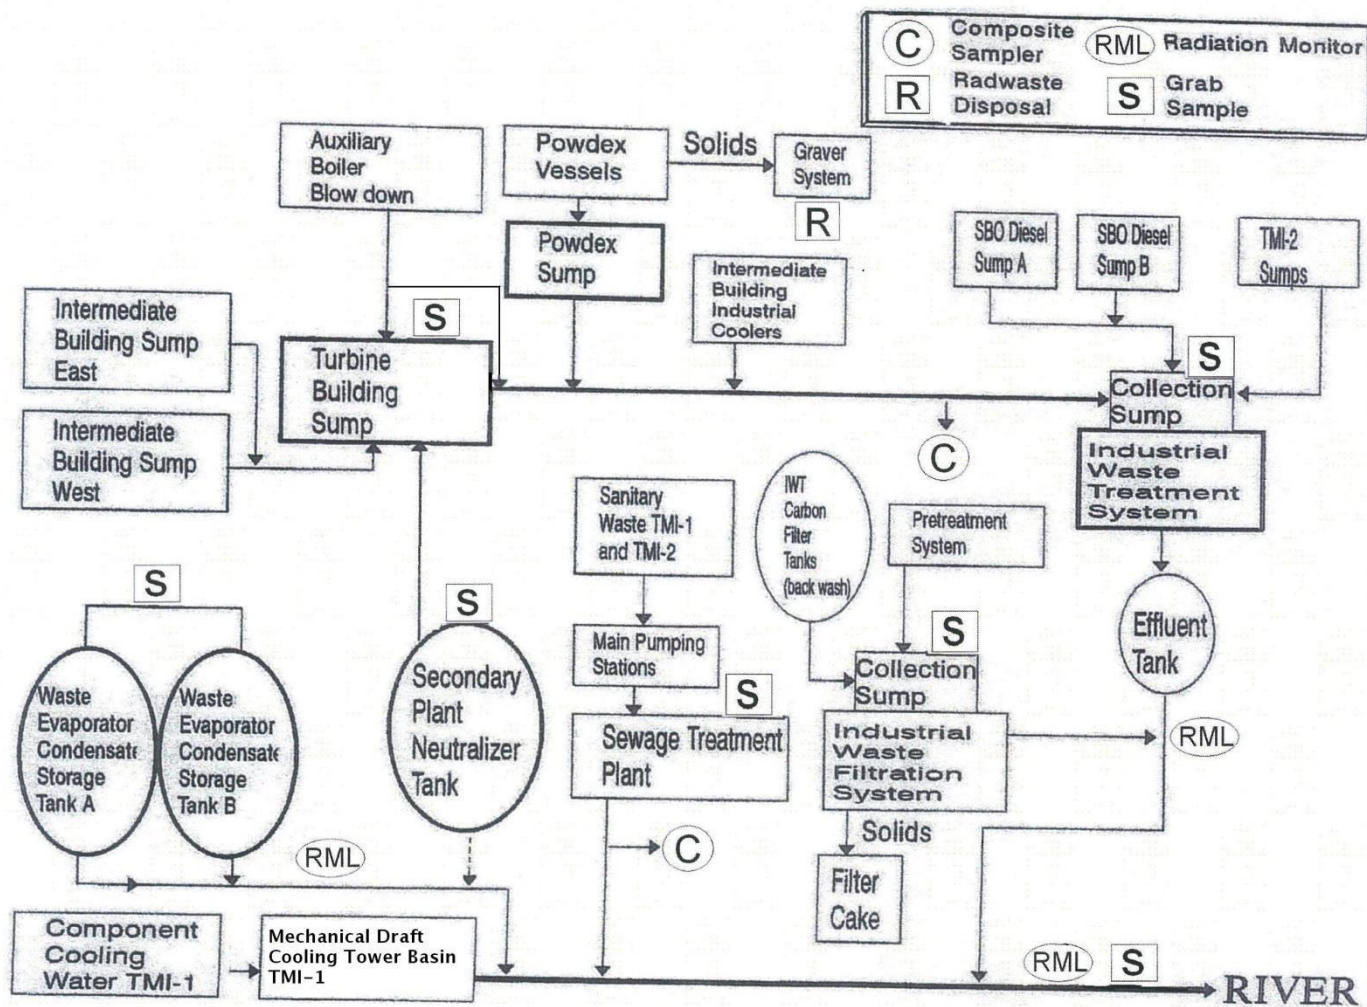 C
Composite
Sampler
RML
Radiation Monitor
R
Radwaste
Disposal
S
Grab
Sample
Auxiliary
Boiler
Blow down
Powdex
Vessels
Solids
Graver
System
R
Powdex
Sump
Intermediate
Building
Industrial
Coolers
SBO Diesel
Sump A
SBO Diesel
Sump B
TMI-2
Sumps
Intermediate
Building Sump
East
S
Turbine
Building
Sump
S
Collection
Sump
Intermediate
Building Sump
West
C
Industrial
Waste
Treatment
System
Sanitary
Waste TMI-1
and TMI-2
IWT
Carbon
Filter
Tanks
(back wash)
Pretreatment
System
S
S
Main Pumping
Stations
S
Effluent
Tank
Waste
Evaporator
Condensate
Storage
Tank A
Waste
Evaporator
Condensate
Storage
Tank B
Secondary
Plant
Neutralizer
Tank
S
Sewage Treatment
Plant
Collection
Sump
Industrial
Waste
Filtration
System
RML
RML
C
Solids
Filter
Cake
Component
Cooling
Water TMI-1
Mechanical Draft
Cooling Tower Basin
TMI-1
RML
S
RIVER